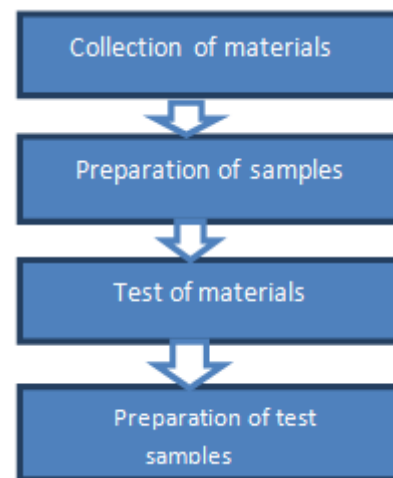 Collection of materials
Preparation of samples
Test of materials
Preparation of test
samples